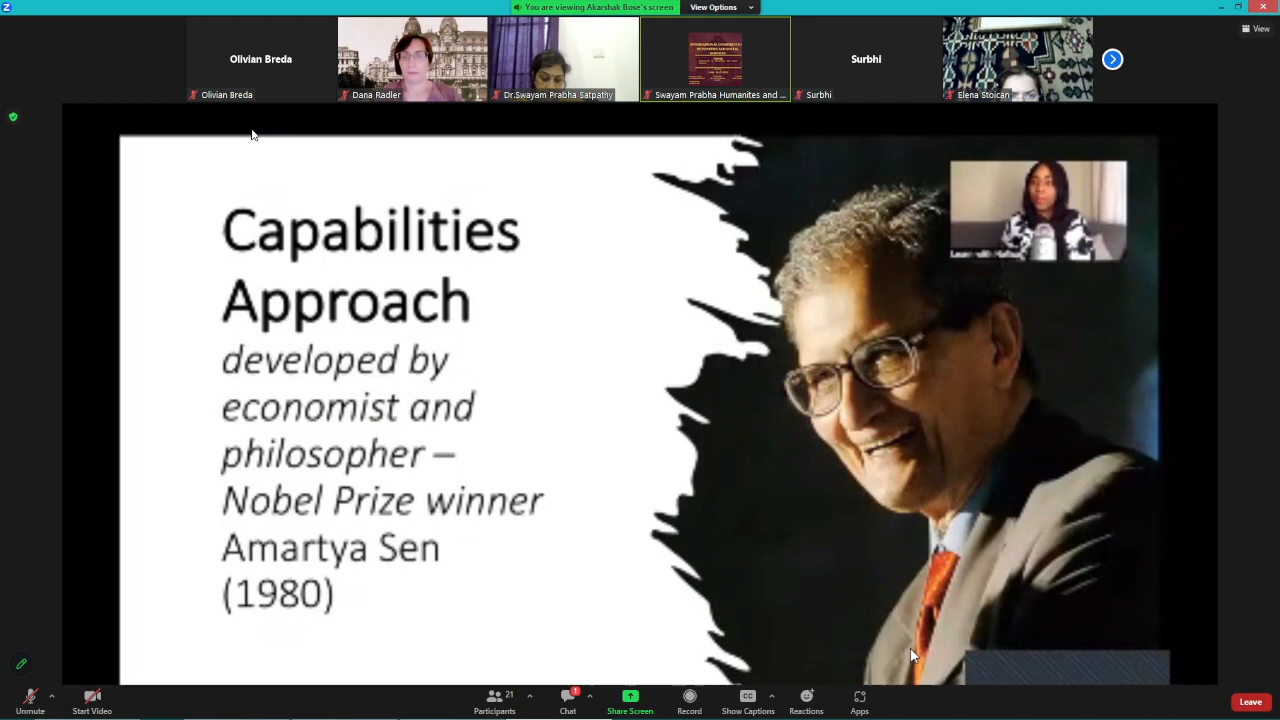 You are viewing Akarshak Bose's screen
View Options
View
Olivian Breda
Olivian Breda
Dana Radler
Dr.Swayam Prabha Satpathy
Swayam Prabha Humanites and ...
Surbhi
Surbhi
Elena Stoican
Capabilities
Approach
developed by
economist and
philosopher –
Nobel Prize winner
Amartya Sen
(1980)
Unmute
Start Video
21
Participants
1
Chat
Share Screen
Record
CC
Show Captions
Reactions
Apps
Leave